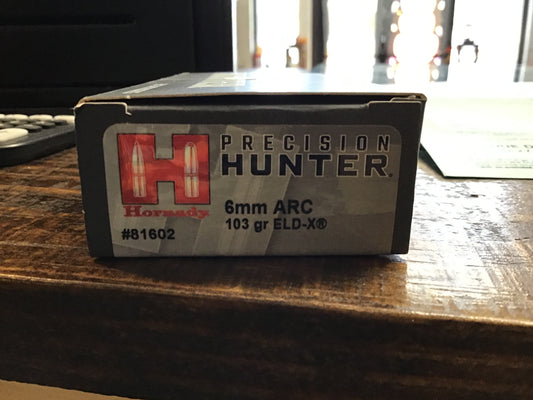 PRECISION
HUNTER
Hornady
6mm ARC
103 gr ELD-X®
#81602